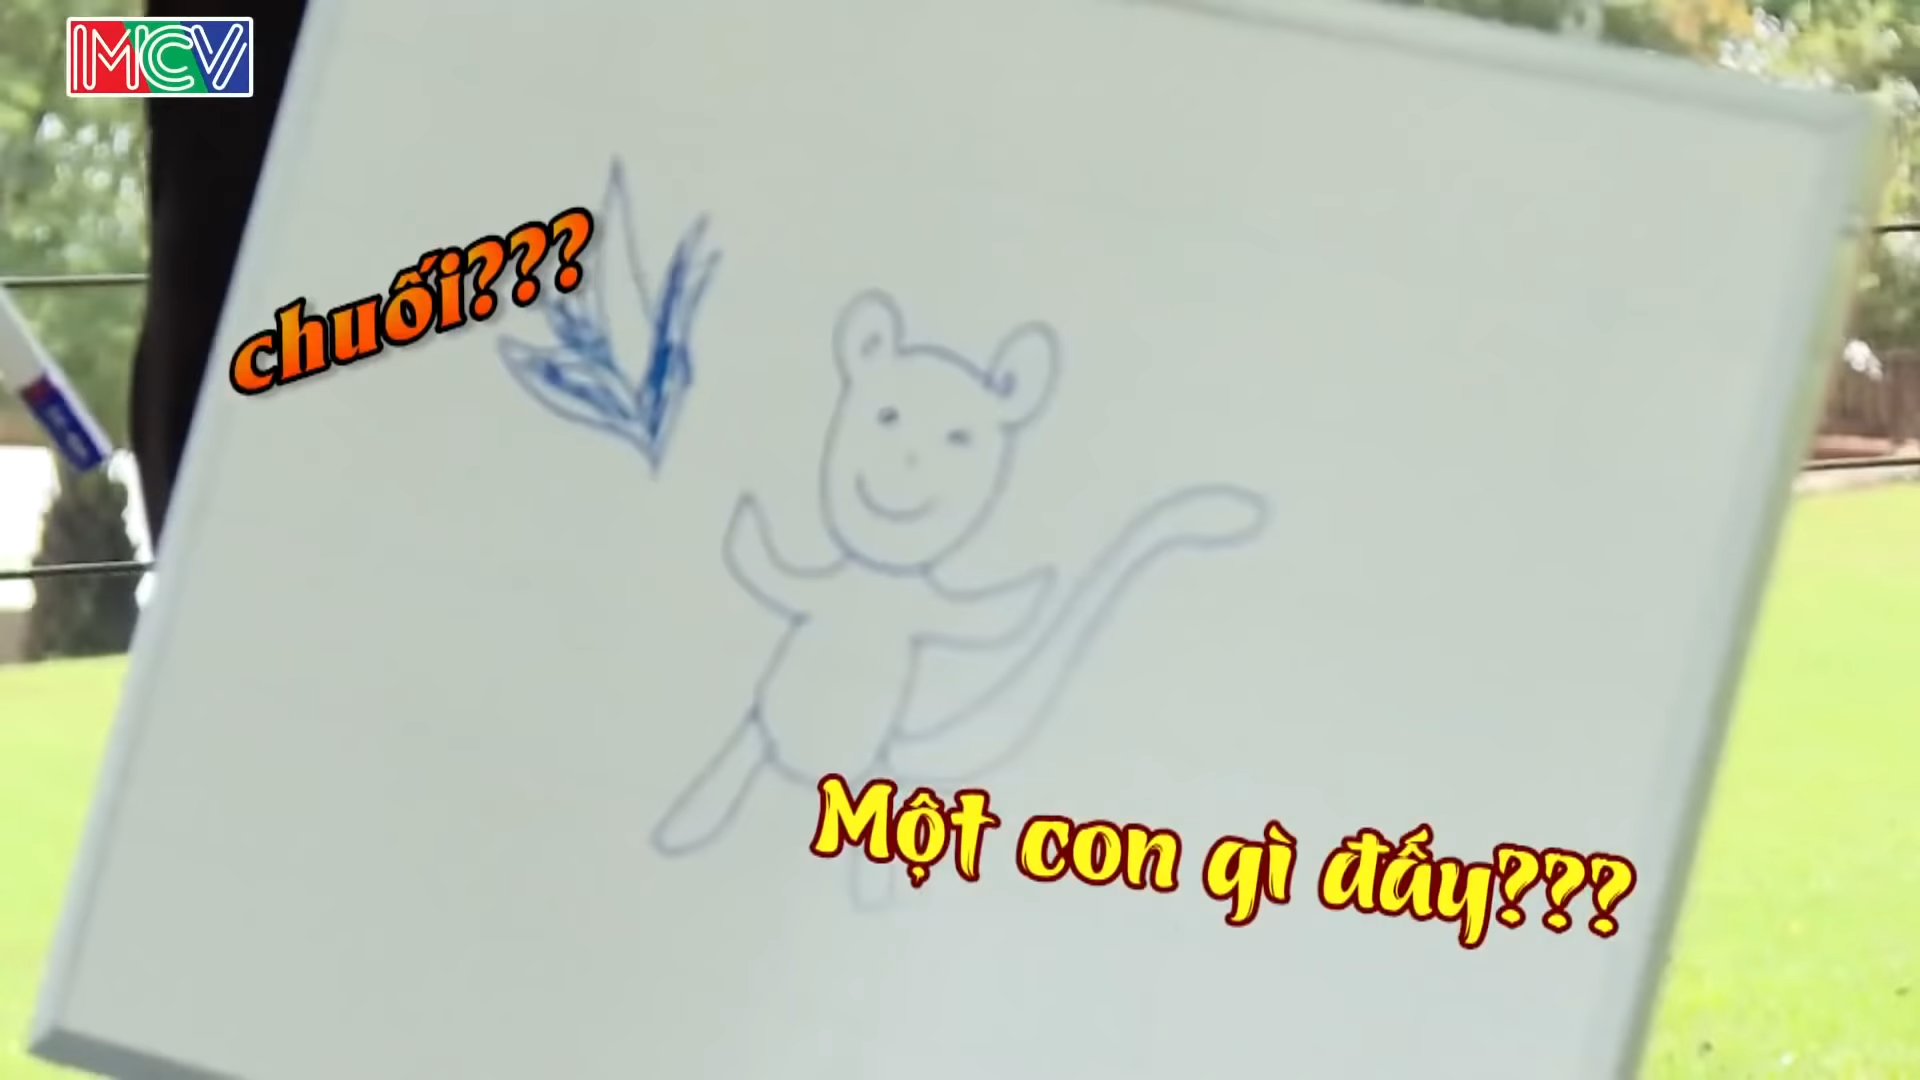 MCV
chuối???
Một con gì đấy???